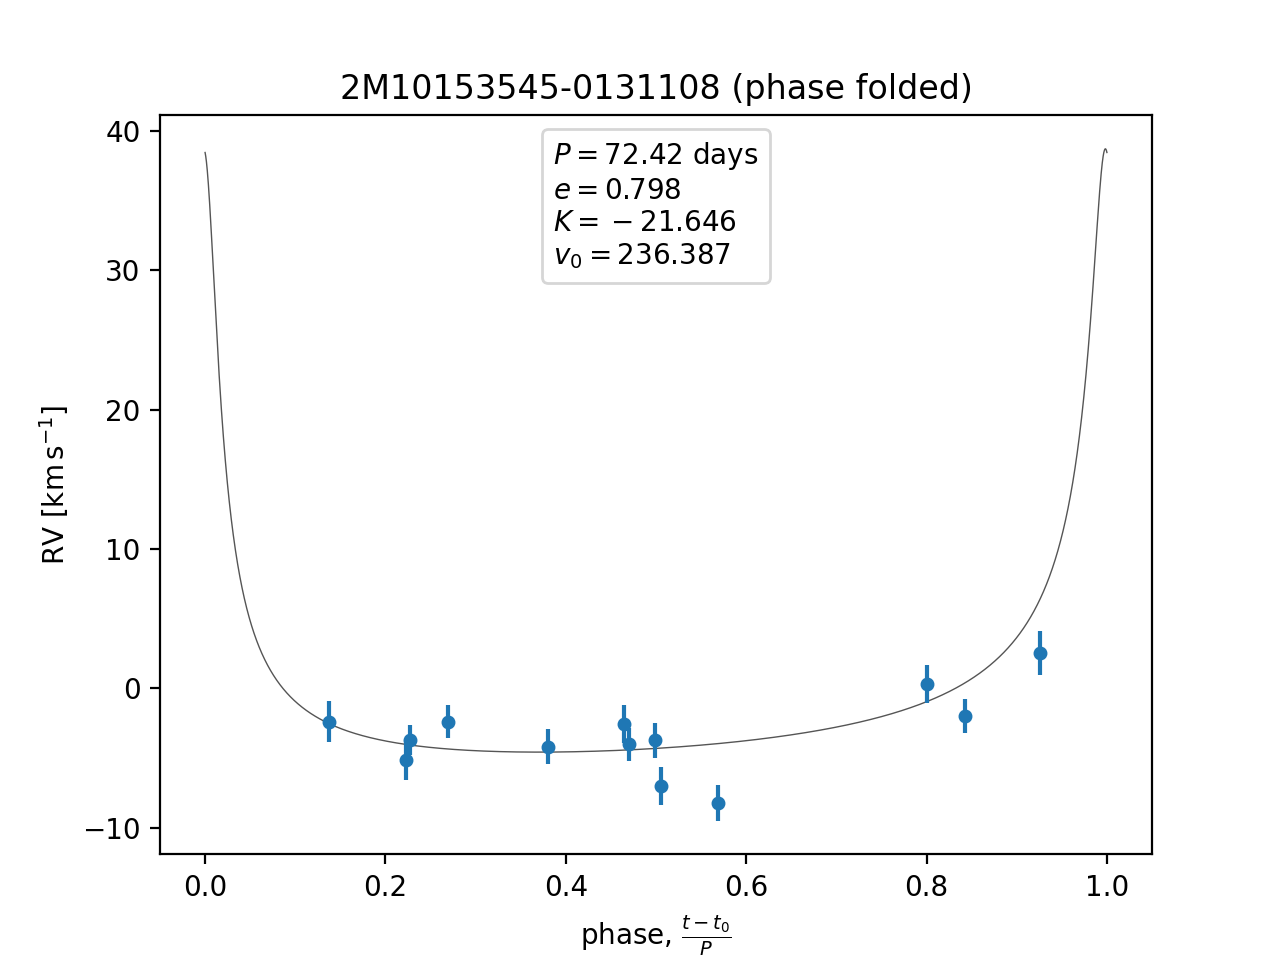 2M10153545-0131108 (phase folded)
P = 72.42 days
e = 0.798
K = −21.646
v₀ = 236.387
40
30
20
10
0
−10
RV [km s⁻¹]
0.0 0.2 0.4 0.6 0.8 1.0
phase, (t − t₀)/P